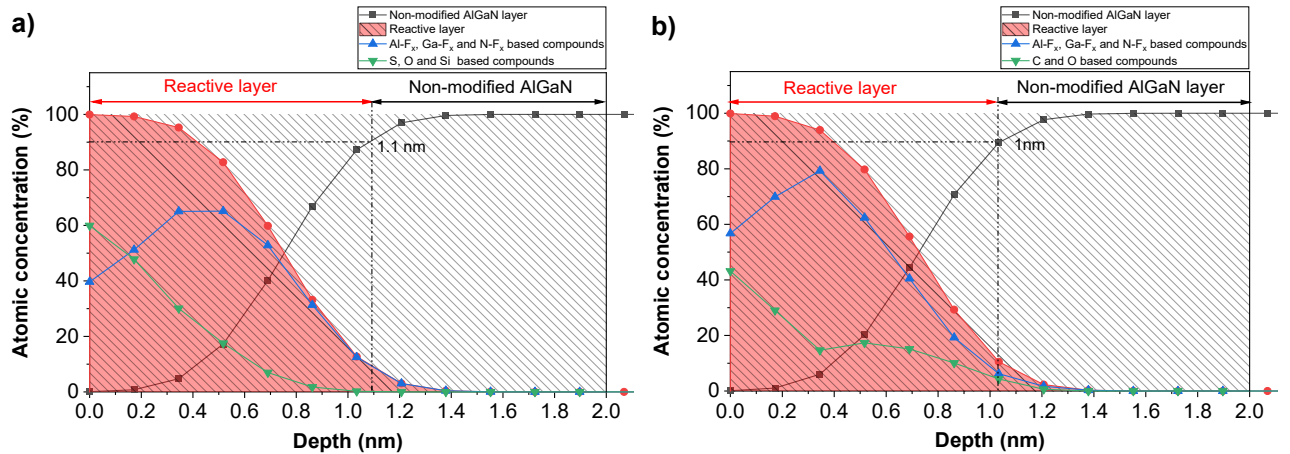 a)
Non-modified AlGaN layer
Reactive layer
Al-Fx, Ga-Fx and N-Fx based compounds
S, O and Si based compounds
Reactive layer
Non-modified AlGaN
1.1 nm
Atomic concentration (%)
100
80
60
40
20
0
0.0 0.2 0.4 0.6 0.8 1.0 1.2 1.4 1.6 1.8 2.0
Depth (nm)
b)
Non-modified AlGaN layer
Reactive layer
Al-Fx, Ga-Fx and N-Fx based compounds
C and O based compounds
Reactive layer
Non-modified AlGaN layer
1nm
Atomic concentration (%)
100
80
60
40
20
0
0.0 0.2 0.4 0.6 0.8 1.0 1.2 1.4 1.6 1.8 2.0
Depth (nm)